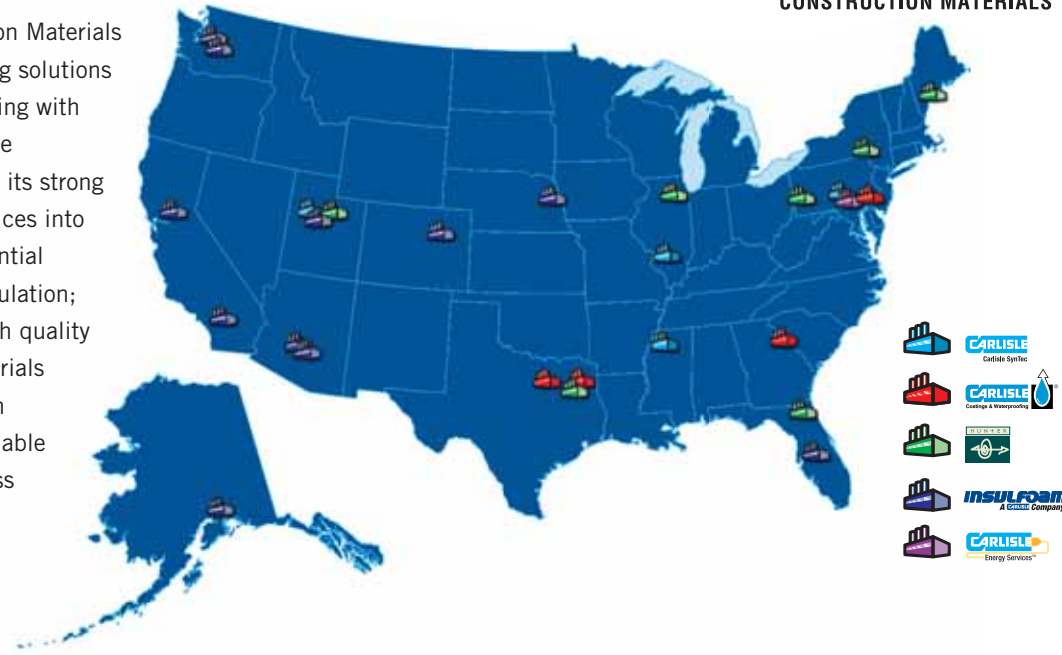 CONSTRUCTION MATERIALS
on Materials
g solutions
ing with
e
its strong
ces into
ntial
ulation;
h quality
rials
n
able
ss
CARLISLE
Carlisle SynTec
CARLISLE
Coatings & Waterproofing
HUNTER
INSULFOAM
A CARLISLE Company
CARLISLE
Energy Services™